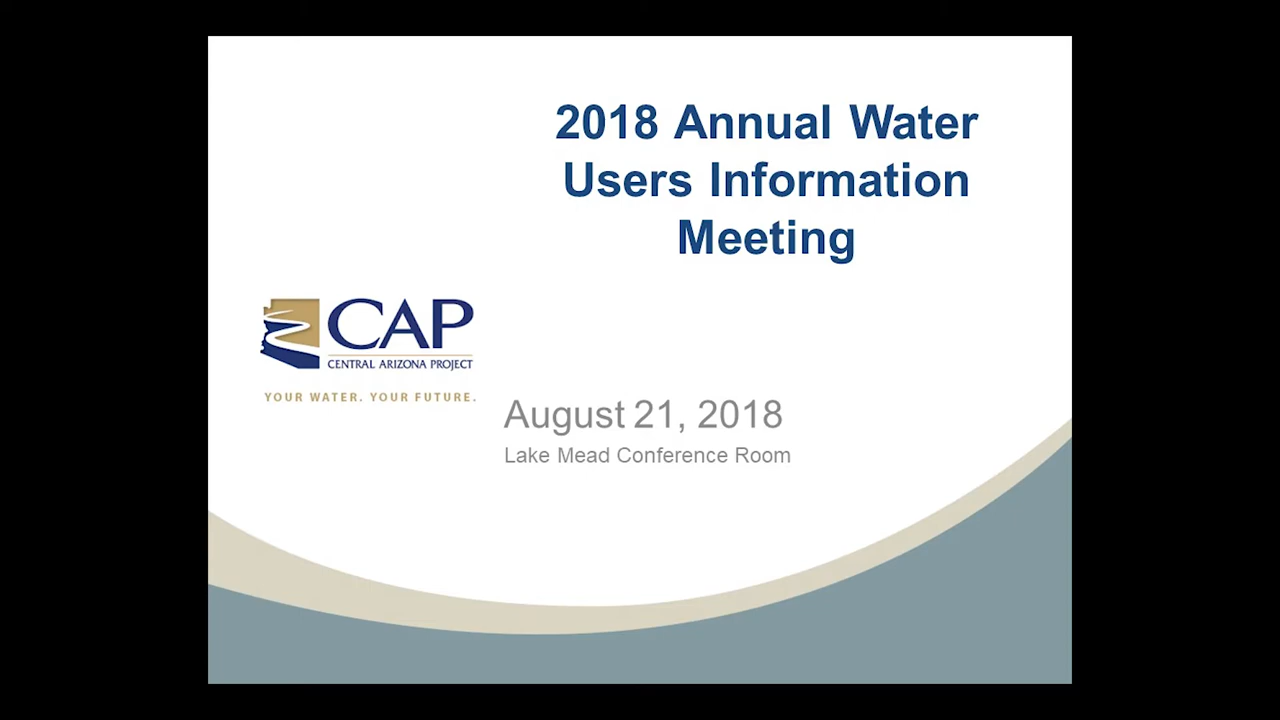 2018 Annual Water
Users Information
Meeting
CAP
CENTRAL ARIZONA PROJECT
YOUR WATER. YOUR FUTURE.
August 21, 2018
Lake Mead Conference Room